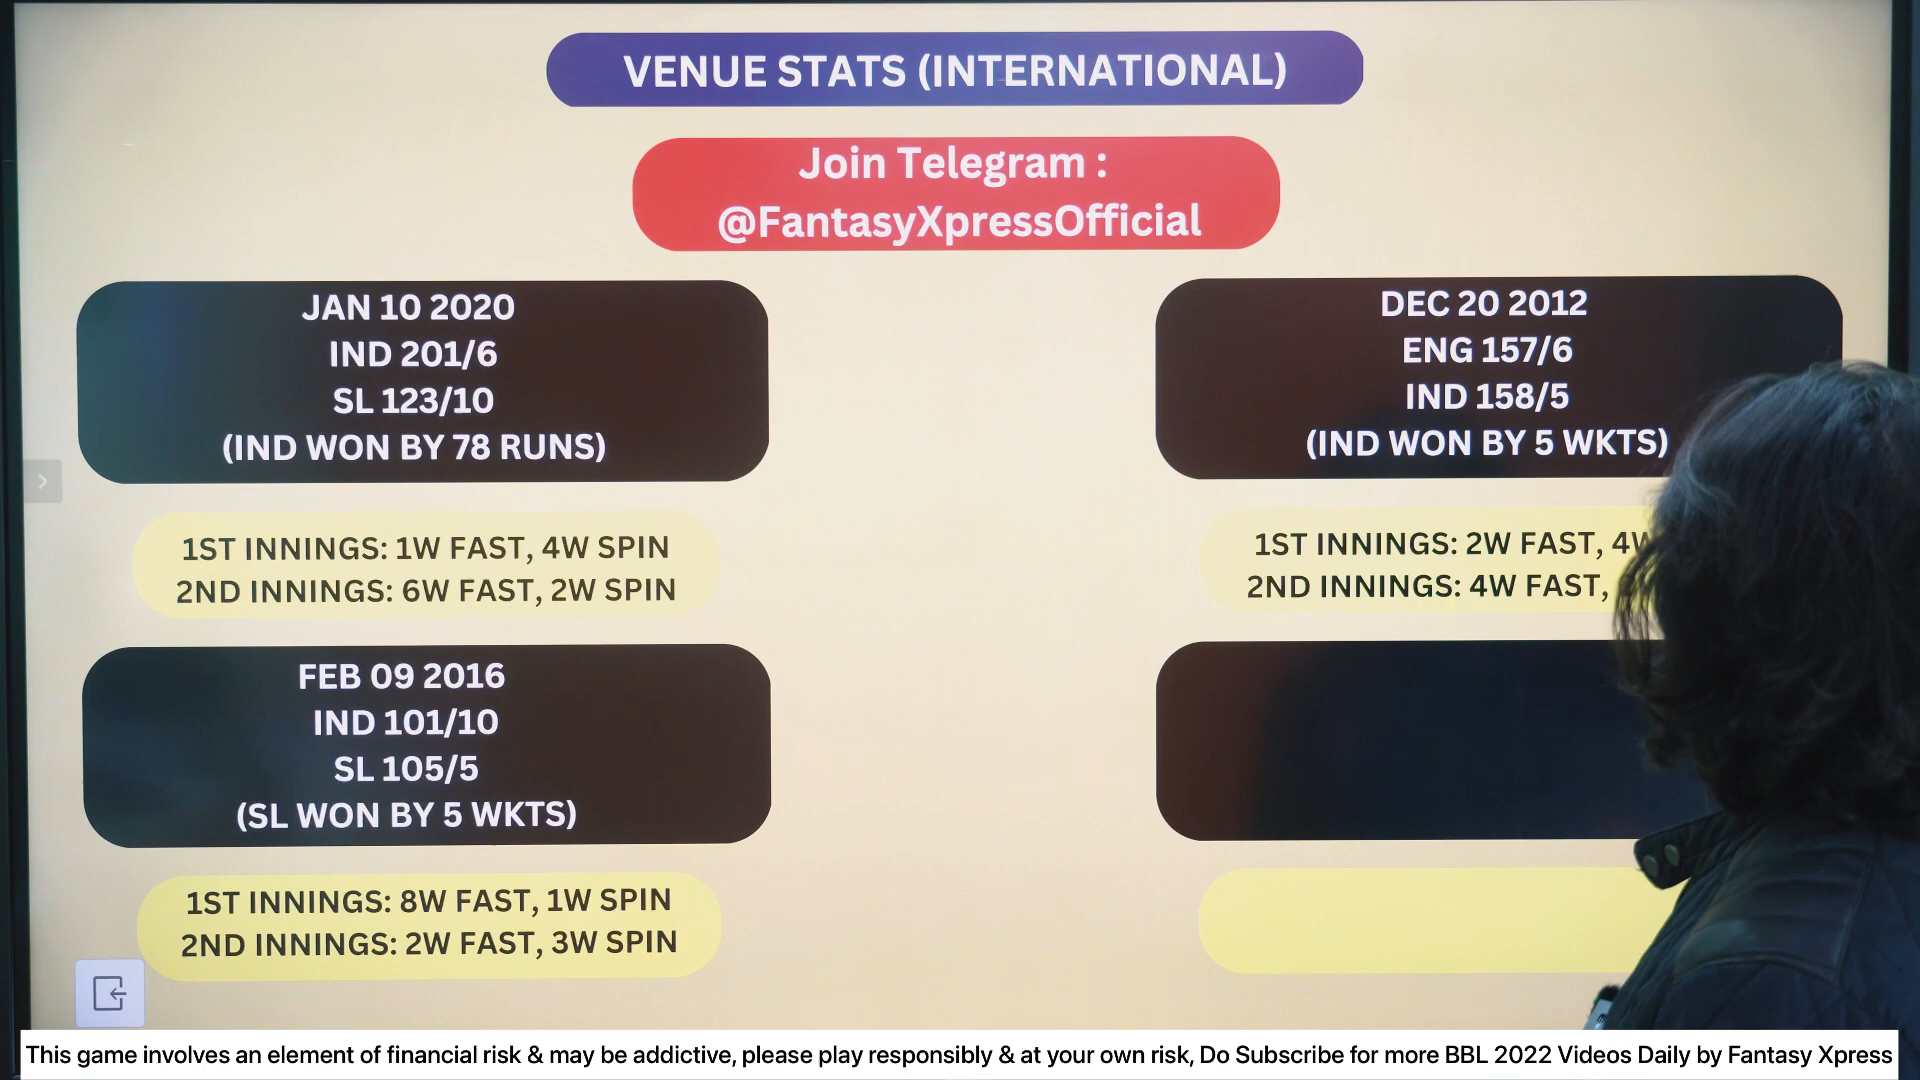 VENUE STATS (INTERNATIONAL)
Join Telegram :
@FantasyXpressOfficial
JAN 10 2020
IND 201/6
SL 123/10
(IND WON BY 78 RUNS)
1ST INNINGS: 1W FAST, 4W SPIN
2ND INNINGS: 6W FAST, 2W SPIN
DEC 20 2012
ENG 157/6
IND 158/5
(IND WON BY 5 WKTS)
1ST INNINGS: 2W FAST, 4W
2ND INNINGS: 4W FAST,
FEB 09 2016
IND 101/10
SL 105/5
(SL WON BY 5 WKTS)
1ST INNINGS: 8W FAST, 1W SPIN
2ND INNINGS: 2W FAST, 3W SPIN
This game involves an element of financial risk & may be addictive, please play responsibly & at your own risk, Do Subscribe for more BBL 2022 Videos Daily by Fantasy Xpress